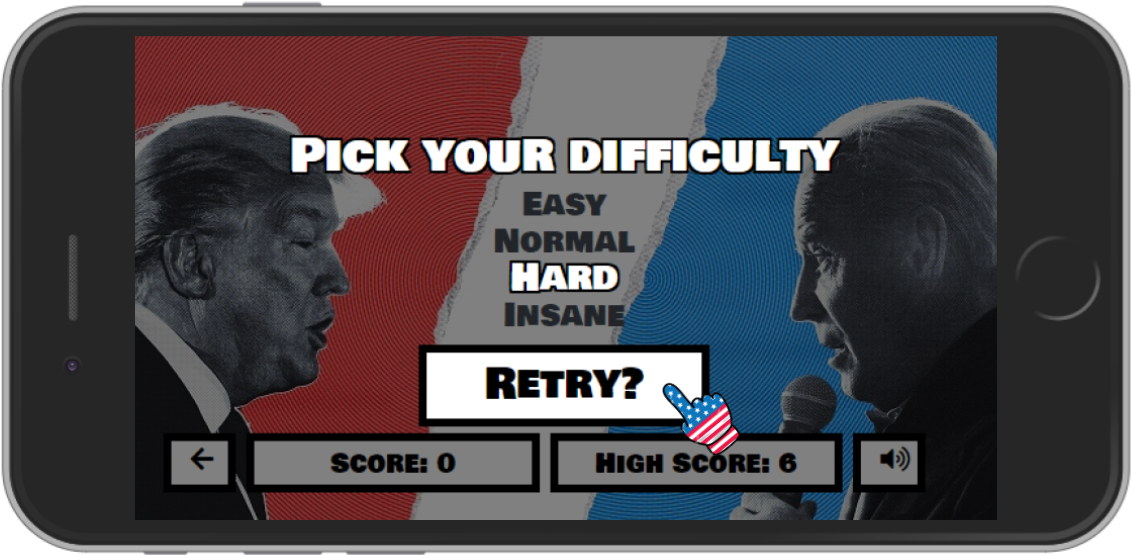 PICK YOUR DIFFICULTY
EASY
NORMAL
HARD
INSANE
RETRY?
SCORE: 0
HIGH SCORE: 6